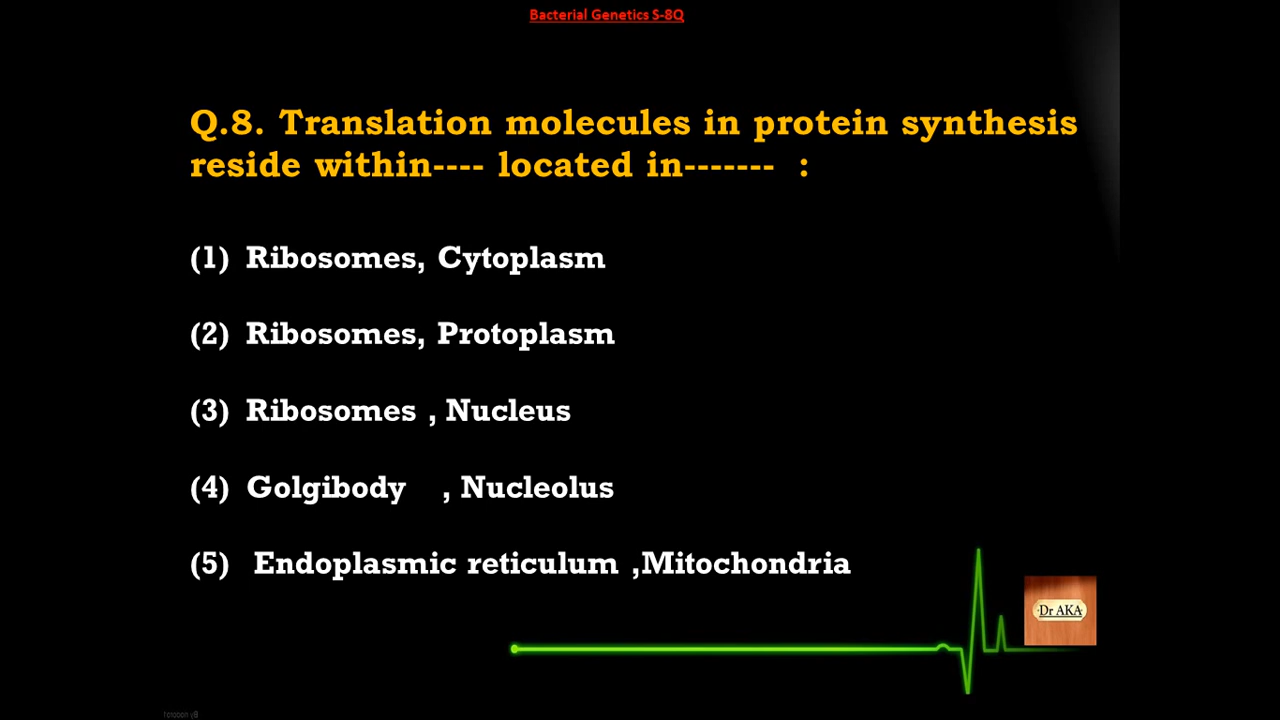 Bacterial Genetics S-8Q
Q.8. Translation molecules in protein synthesis
reside within---- located in------- :
(1) Ribosomes, Cytoplasm
(2) Ribosomes, Protoplasm
(3) Ribosomes , Nucleus
(4) Golgibody , Nucleolus
(5) Endoplasmic reticulum ,Mitochondria
Dr AKA